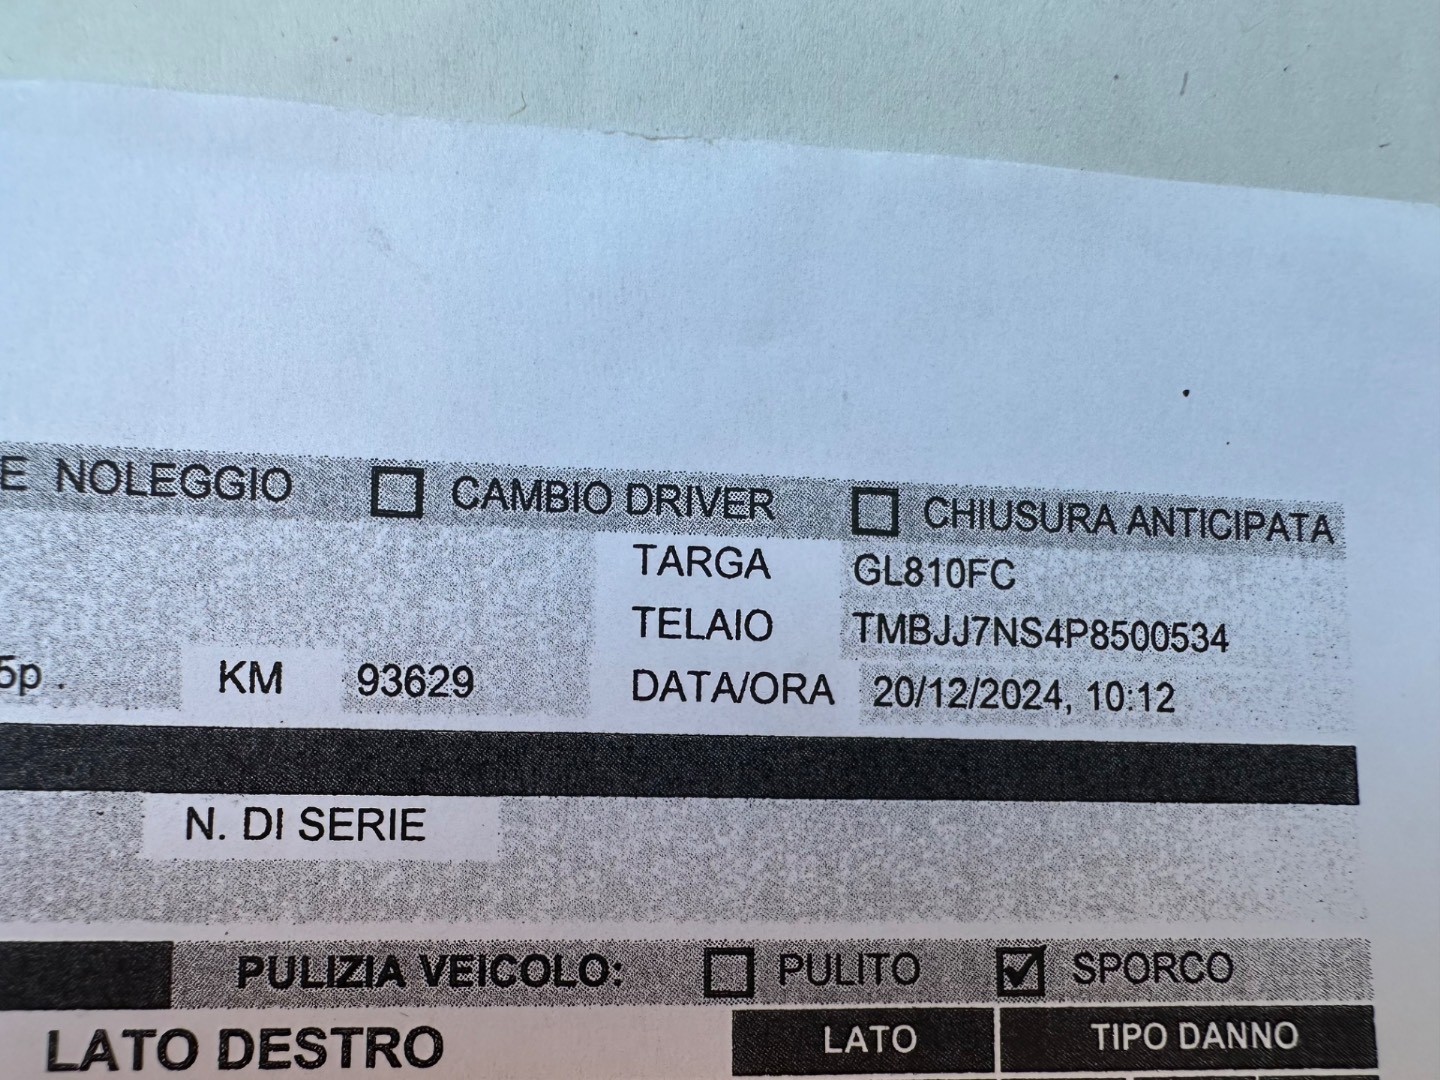 E NOLEGGIO ☐ CAMBIO DRIVER ☐ CHIUSURA ANTICIPATA
TARGA GL810FC
TELAIO TMBJJ7NS4P8500534
5p . KM 93629 DATA/ORA 20/12/2024, 10:12
N. DI SERIE
PULIZIA VEICOLO: ☐ PULITO ☑ SPORCO
LATO DESTRO LATO TIPO DANNO